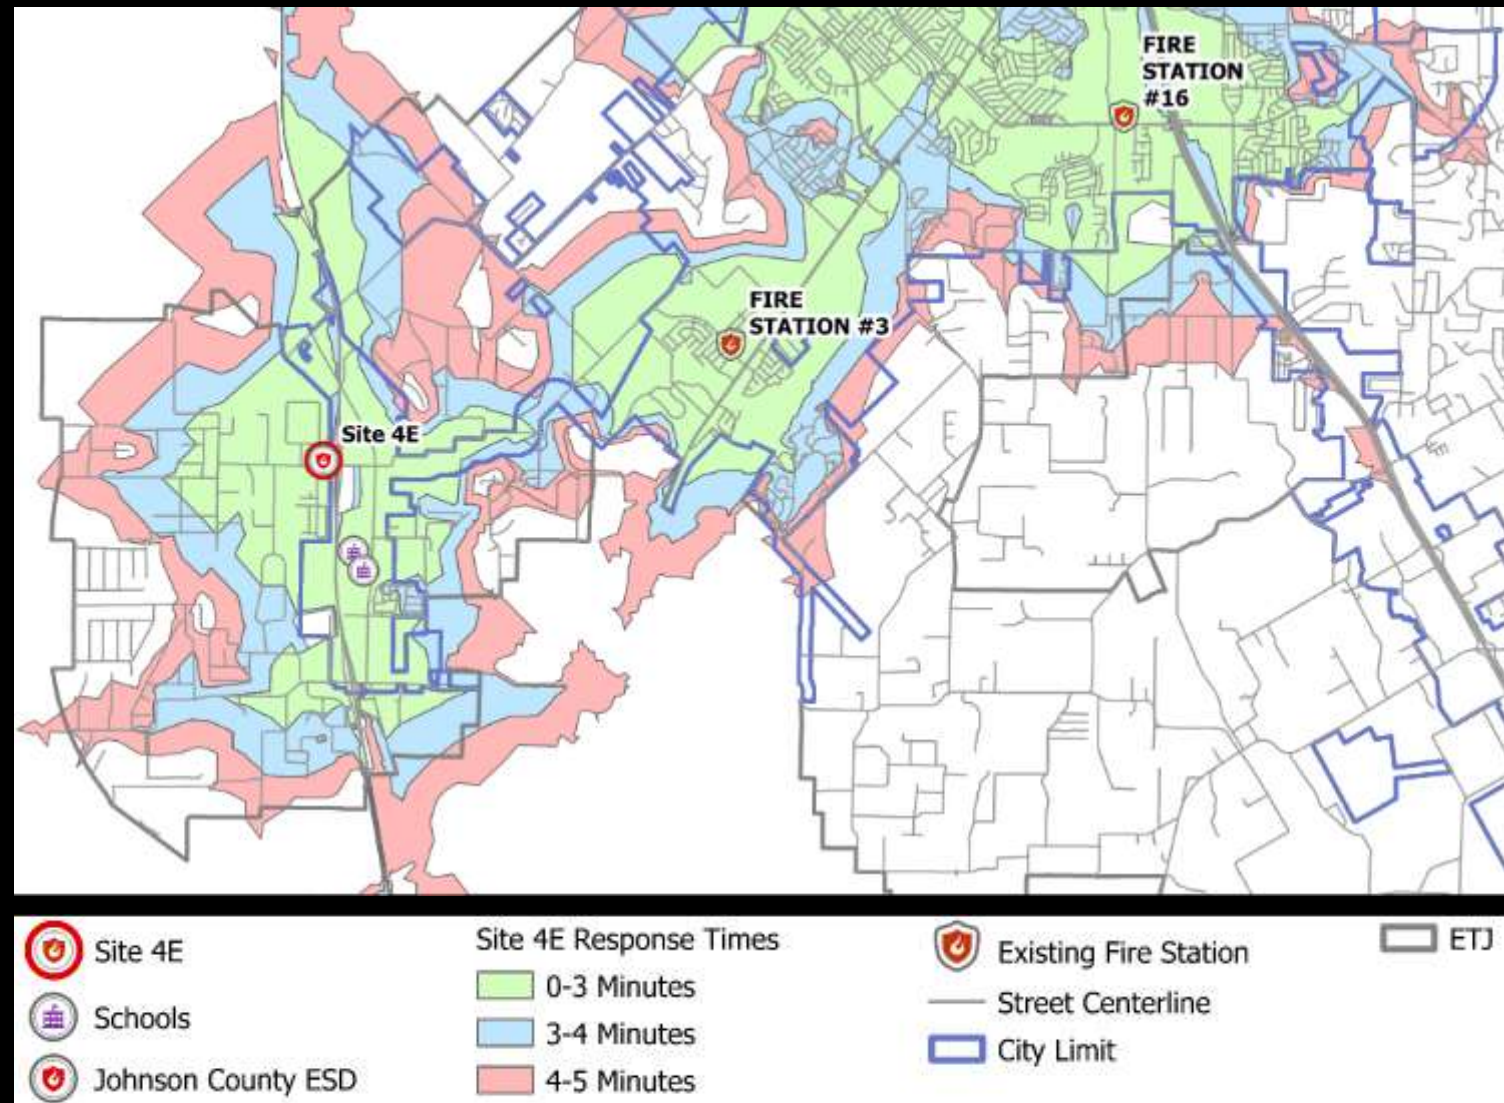 FIRE
STATION
#16
FIRE
STATION #3
Site 4E
Site 4E
Schools
Johnson County ESD
Site 4E Response Times
0-3 Minutes
3-4 Minutes
4-5 Minutes
Existing Fire Station
Street Centerline
City Limit
ETJ